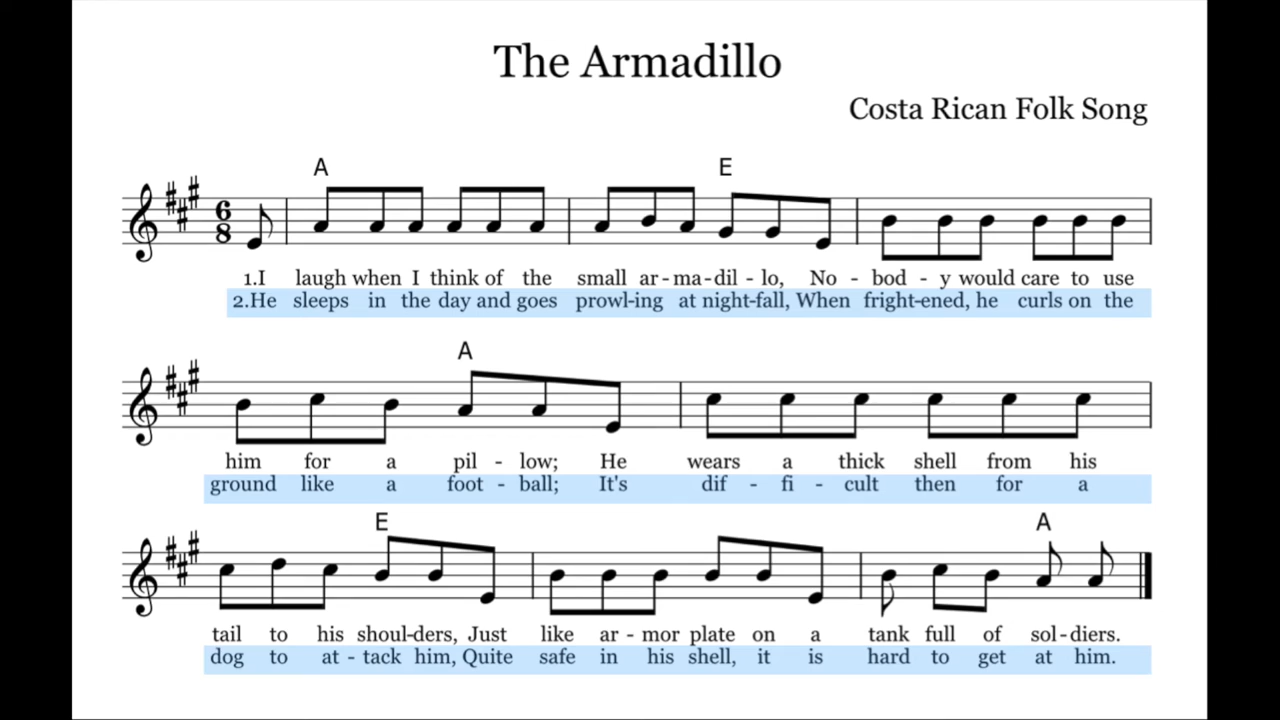 The Armadillo
Costa Rican Folk Song
A E
6
8
1.I laugh when I think of the small ar-ma-dil-lo, No-bod-y would care to use
2.He sleeps in the day and goes prowl-ing at night-fall, When fright-ened, he curls on the
A
him for a pil-low; He wears a thick shell from his
ground like a foot-ball; It's dif-fi-cult then for a
E A
tail to his shoul-ders, Just like ar-mor plate on a tank full of sol-diers.
dog to at-tack him, Quite safe in his shell, it is hard to get at him.